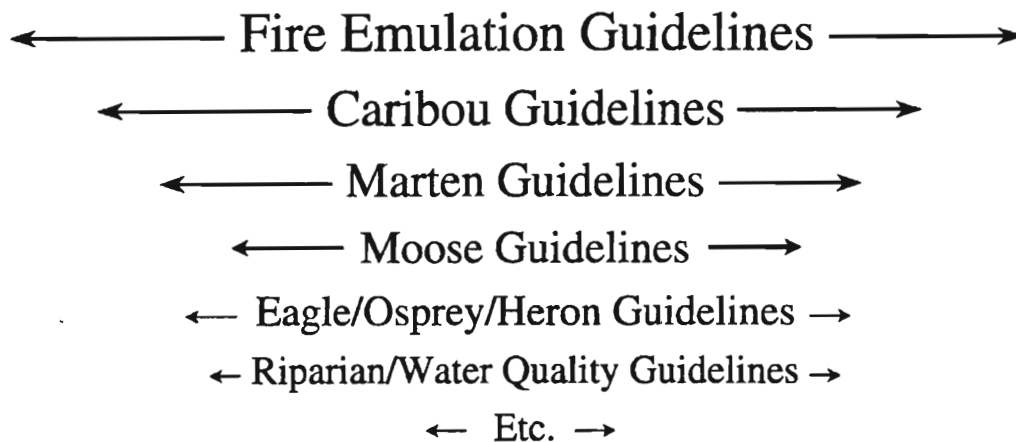 Fire Emulation Guidelines
Caribou Guidelines
Marten Guidelines
Moose Guidelines
Eagle/Osprey/Heron Guidelines
Riparian/Water Quality Guidelines
Etc.